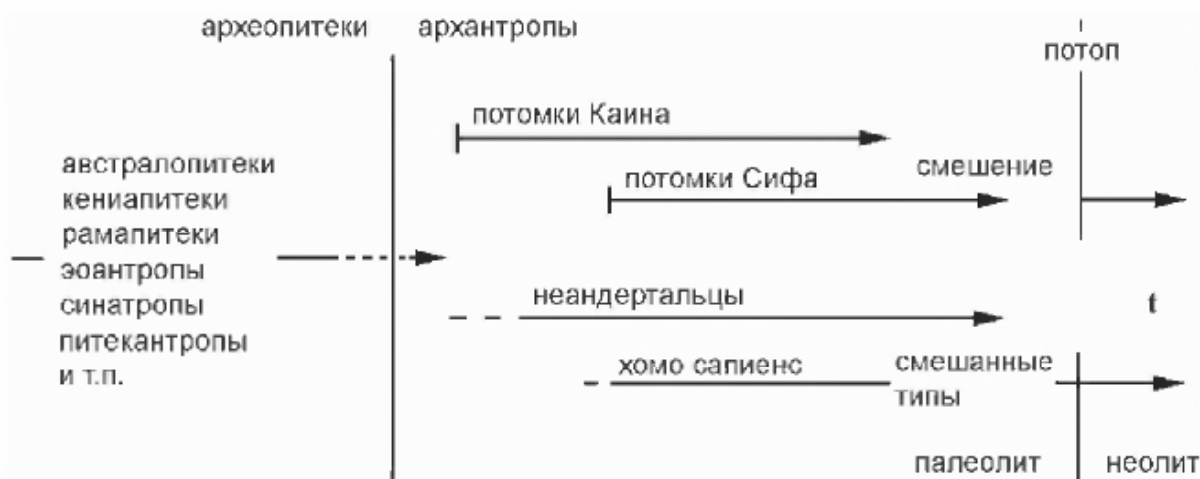 археопитеки
архантропы
потоп
потомки Каина
австралопитеки
кениапитеки
рамапитеки
эоантропы
синатропы
питекантропы
и т.п.
потомки Сифа
смешение
неандертальцы
t
хомо сапиенс
смешанные
типы
палеолит
неолит